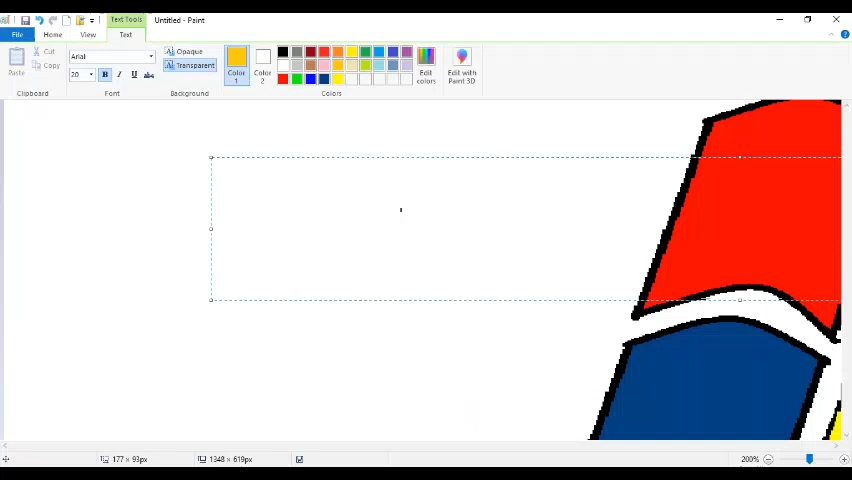 Text Tools
Untitled - Paint
File Home View Text
Paste
Cut
Copy
Clipboard
Arial
20
B I U abc
Font
A Opaque
A Transparent
Background
Color 1
Color 2
Edit colors
Colors
Edit with Paint 3D
177 × 93px
1348 × 619px
200%